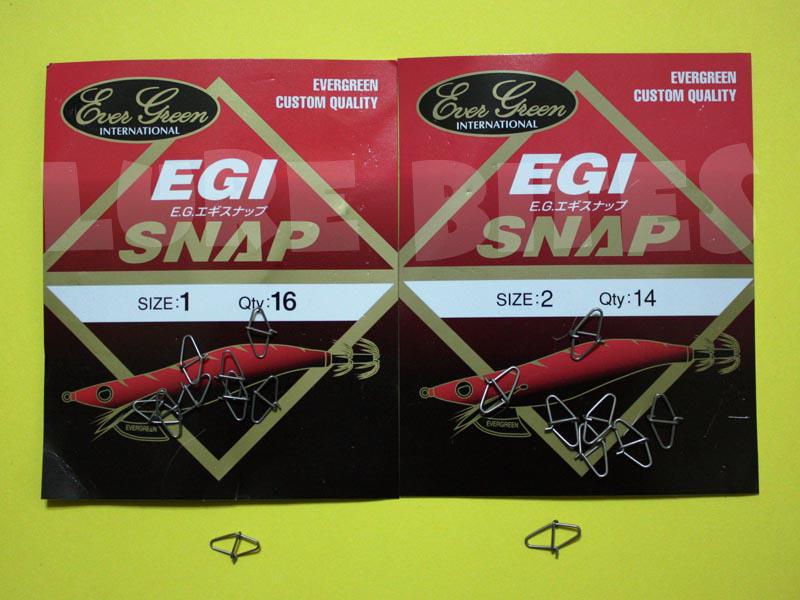 Ever Green
INTERNATIONAL
EVERGREEN
CUSTOM QUALITY
EGI
E.G.エギスナップ
SNAP
SIZE:1 Qty:16
EVERGREEN
Ever Green
INTERNATIONAL
EVERGREEN
CUSTOM QUALITY
EGI
E.G.エギスナップ
SNAP
SIZE:2 Qty:14
EVERGREEN